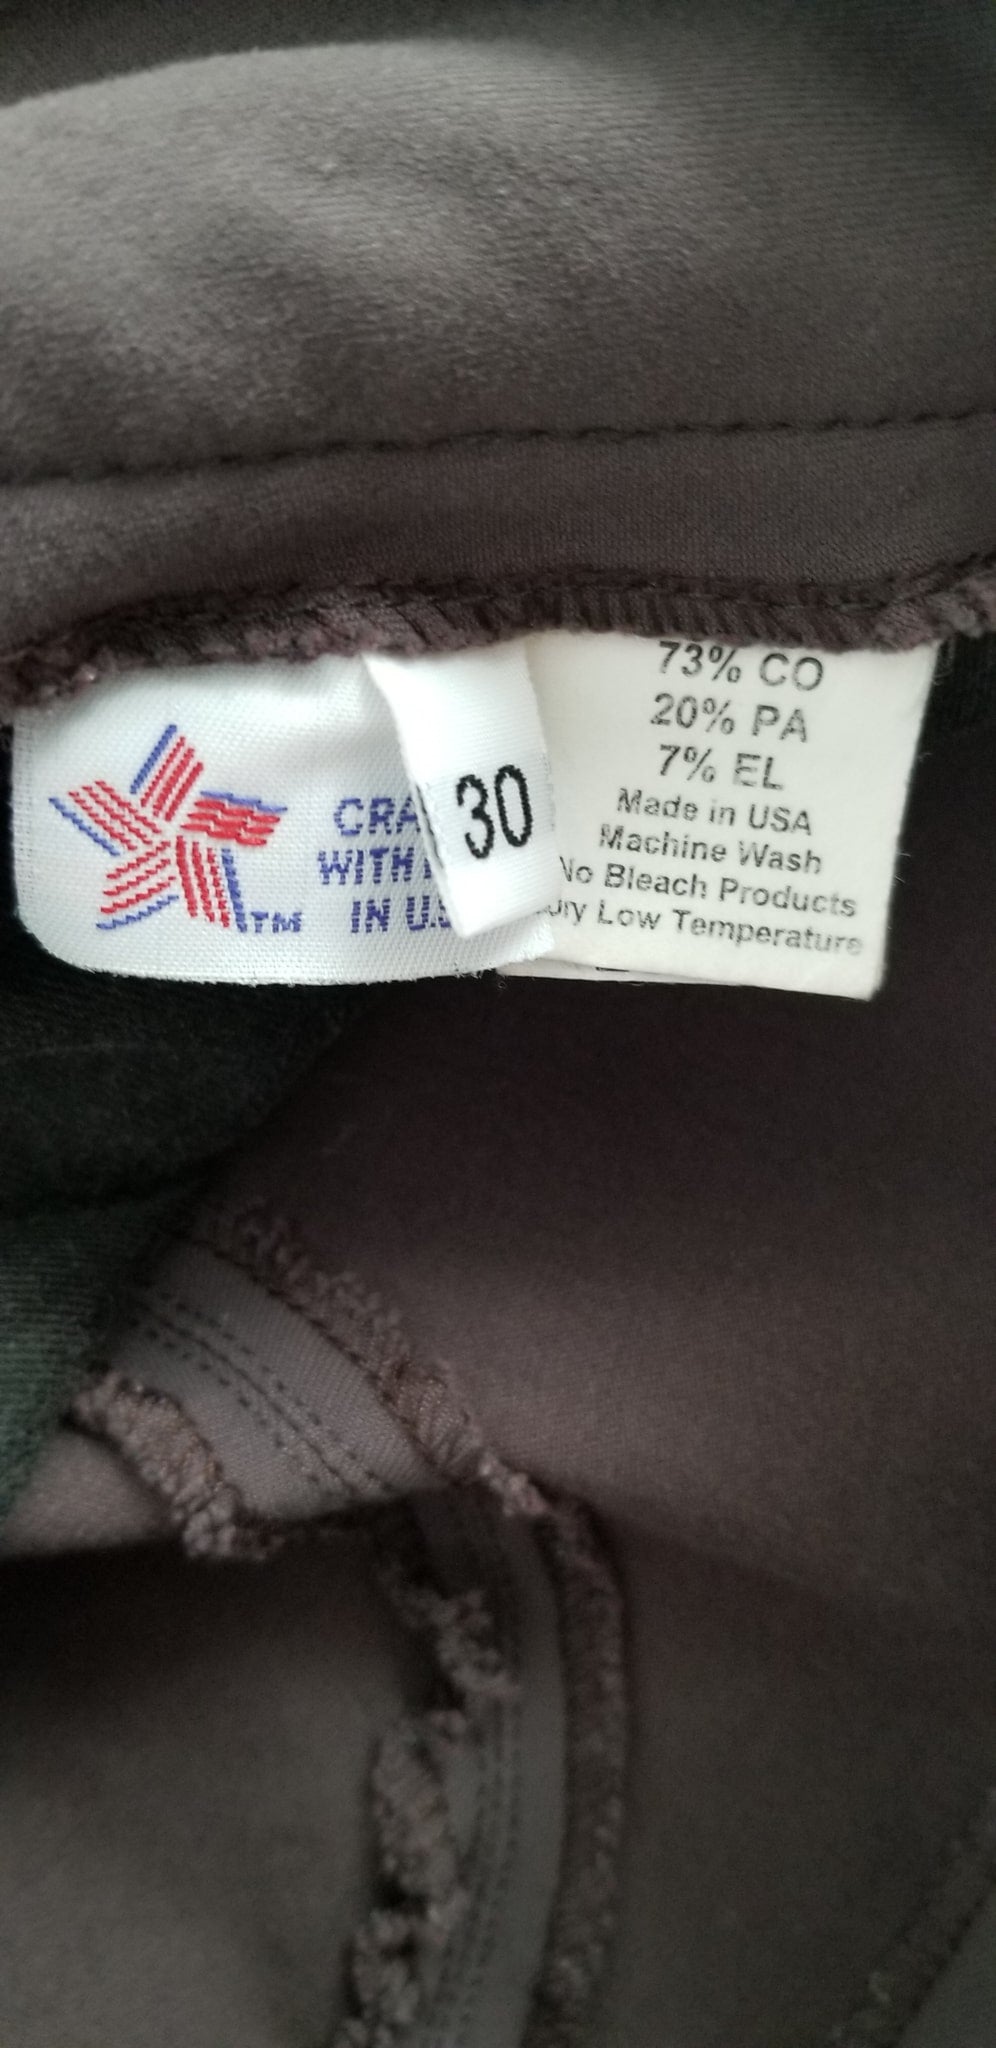 TM
WITH
IN U.S
30
73% CO
20% PA
7% EL
Made in USA
Machine Wash
No Bleach Products
Low Temperature